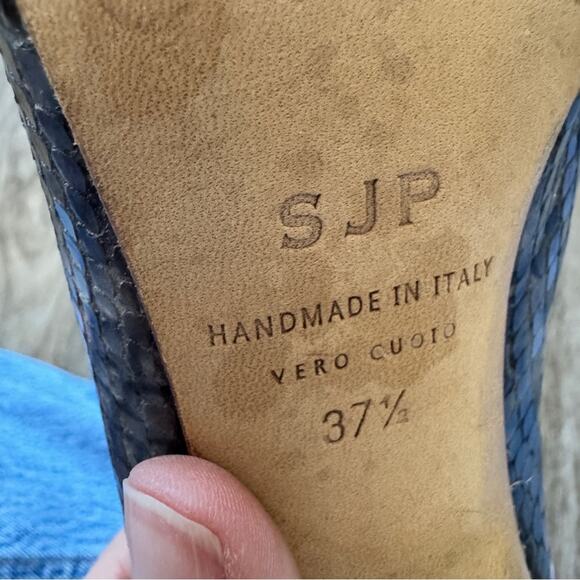 SJP
HANDMADE IN ITALY
VERO CUOIO
37½